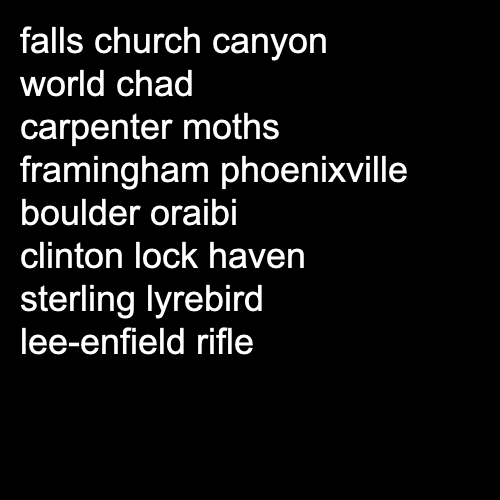 falls church canyon
world chad
carpenter moths
framingham phoenixville
boulder oraibi
clinton lock haven
sterling lyrebird
lee-enfield rifle